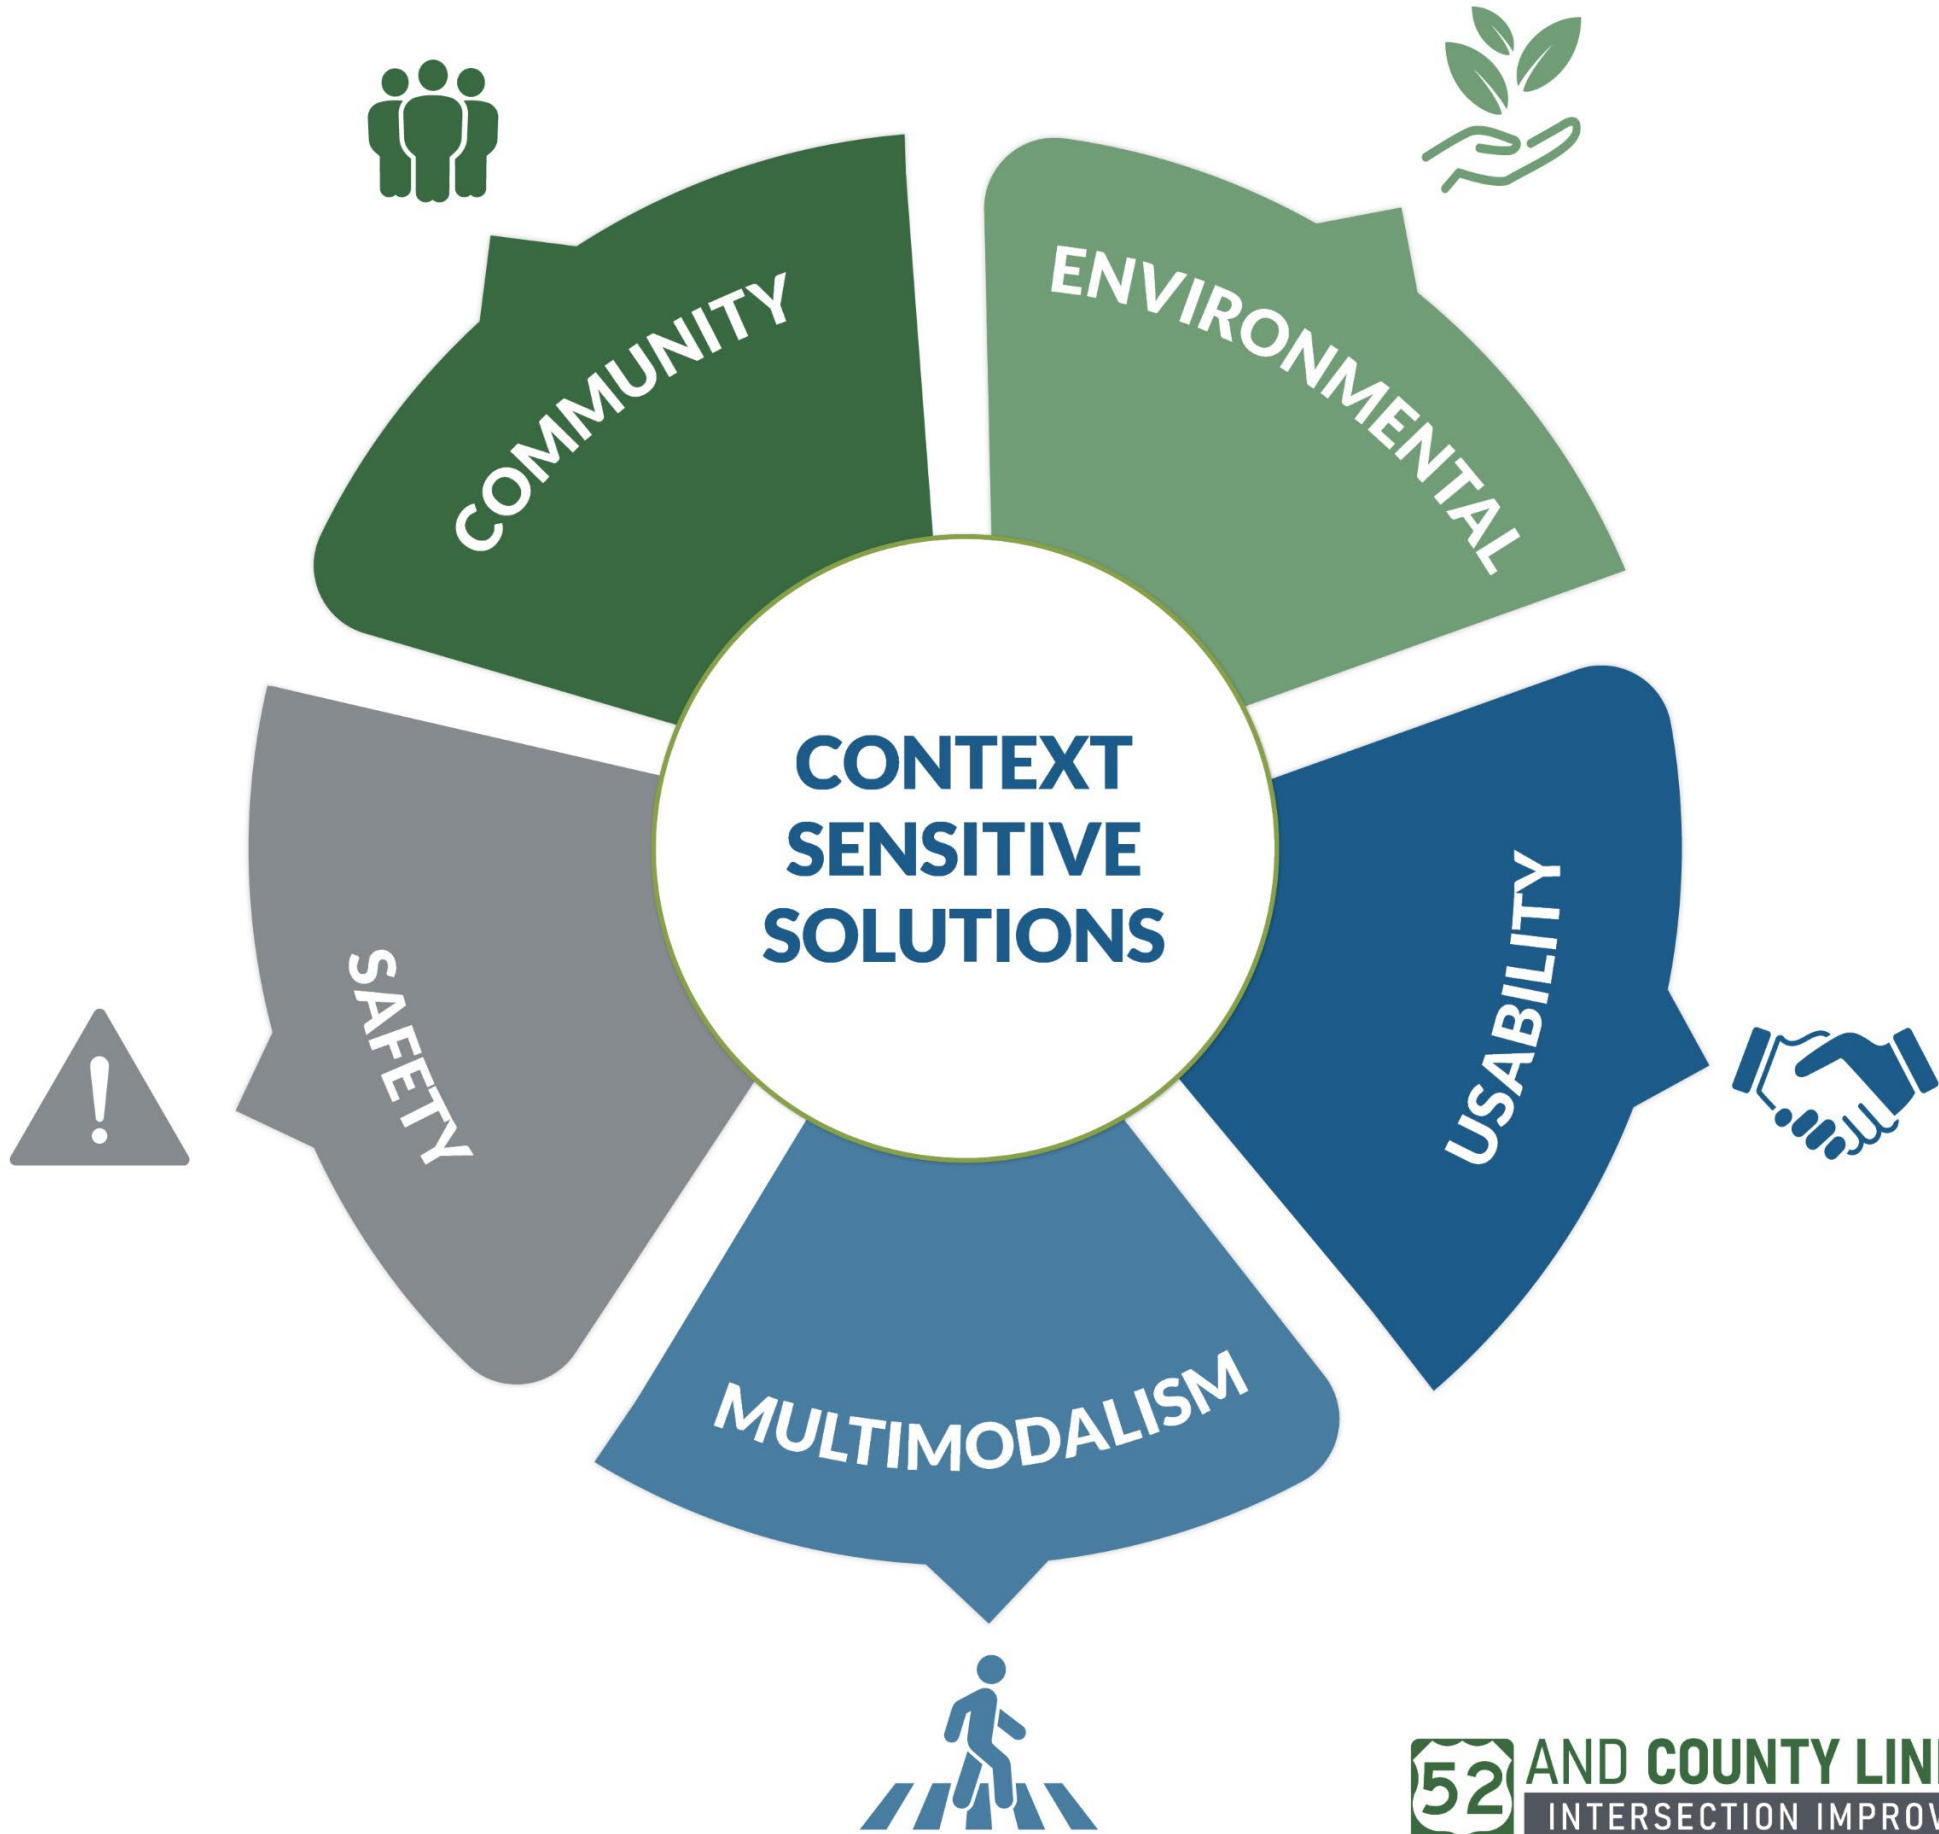 COMMUNITY
ENVIRONMENTAL
CONTEXT
SENSITIVE
SOLUTIONS
USABILITY
SAFETY
MULTIMODALISM
52 AND COUNTY
INTERSECTION